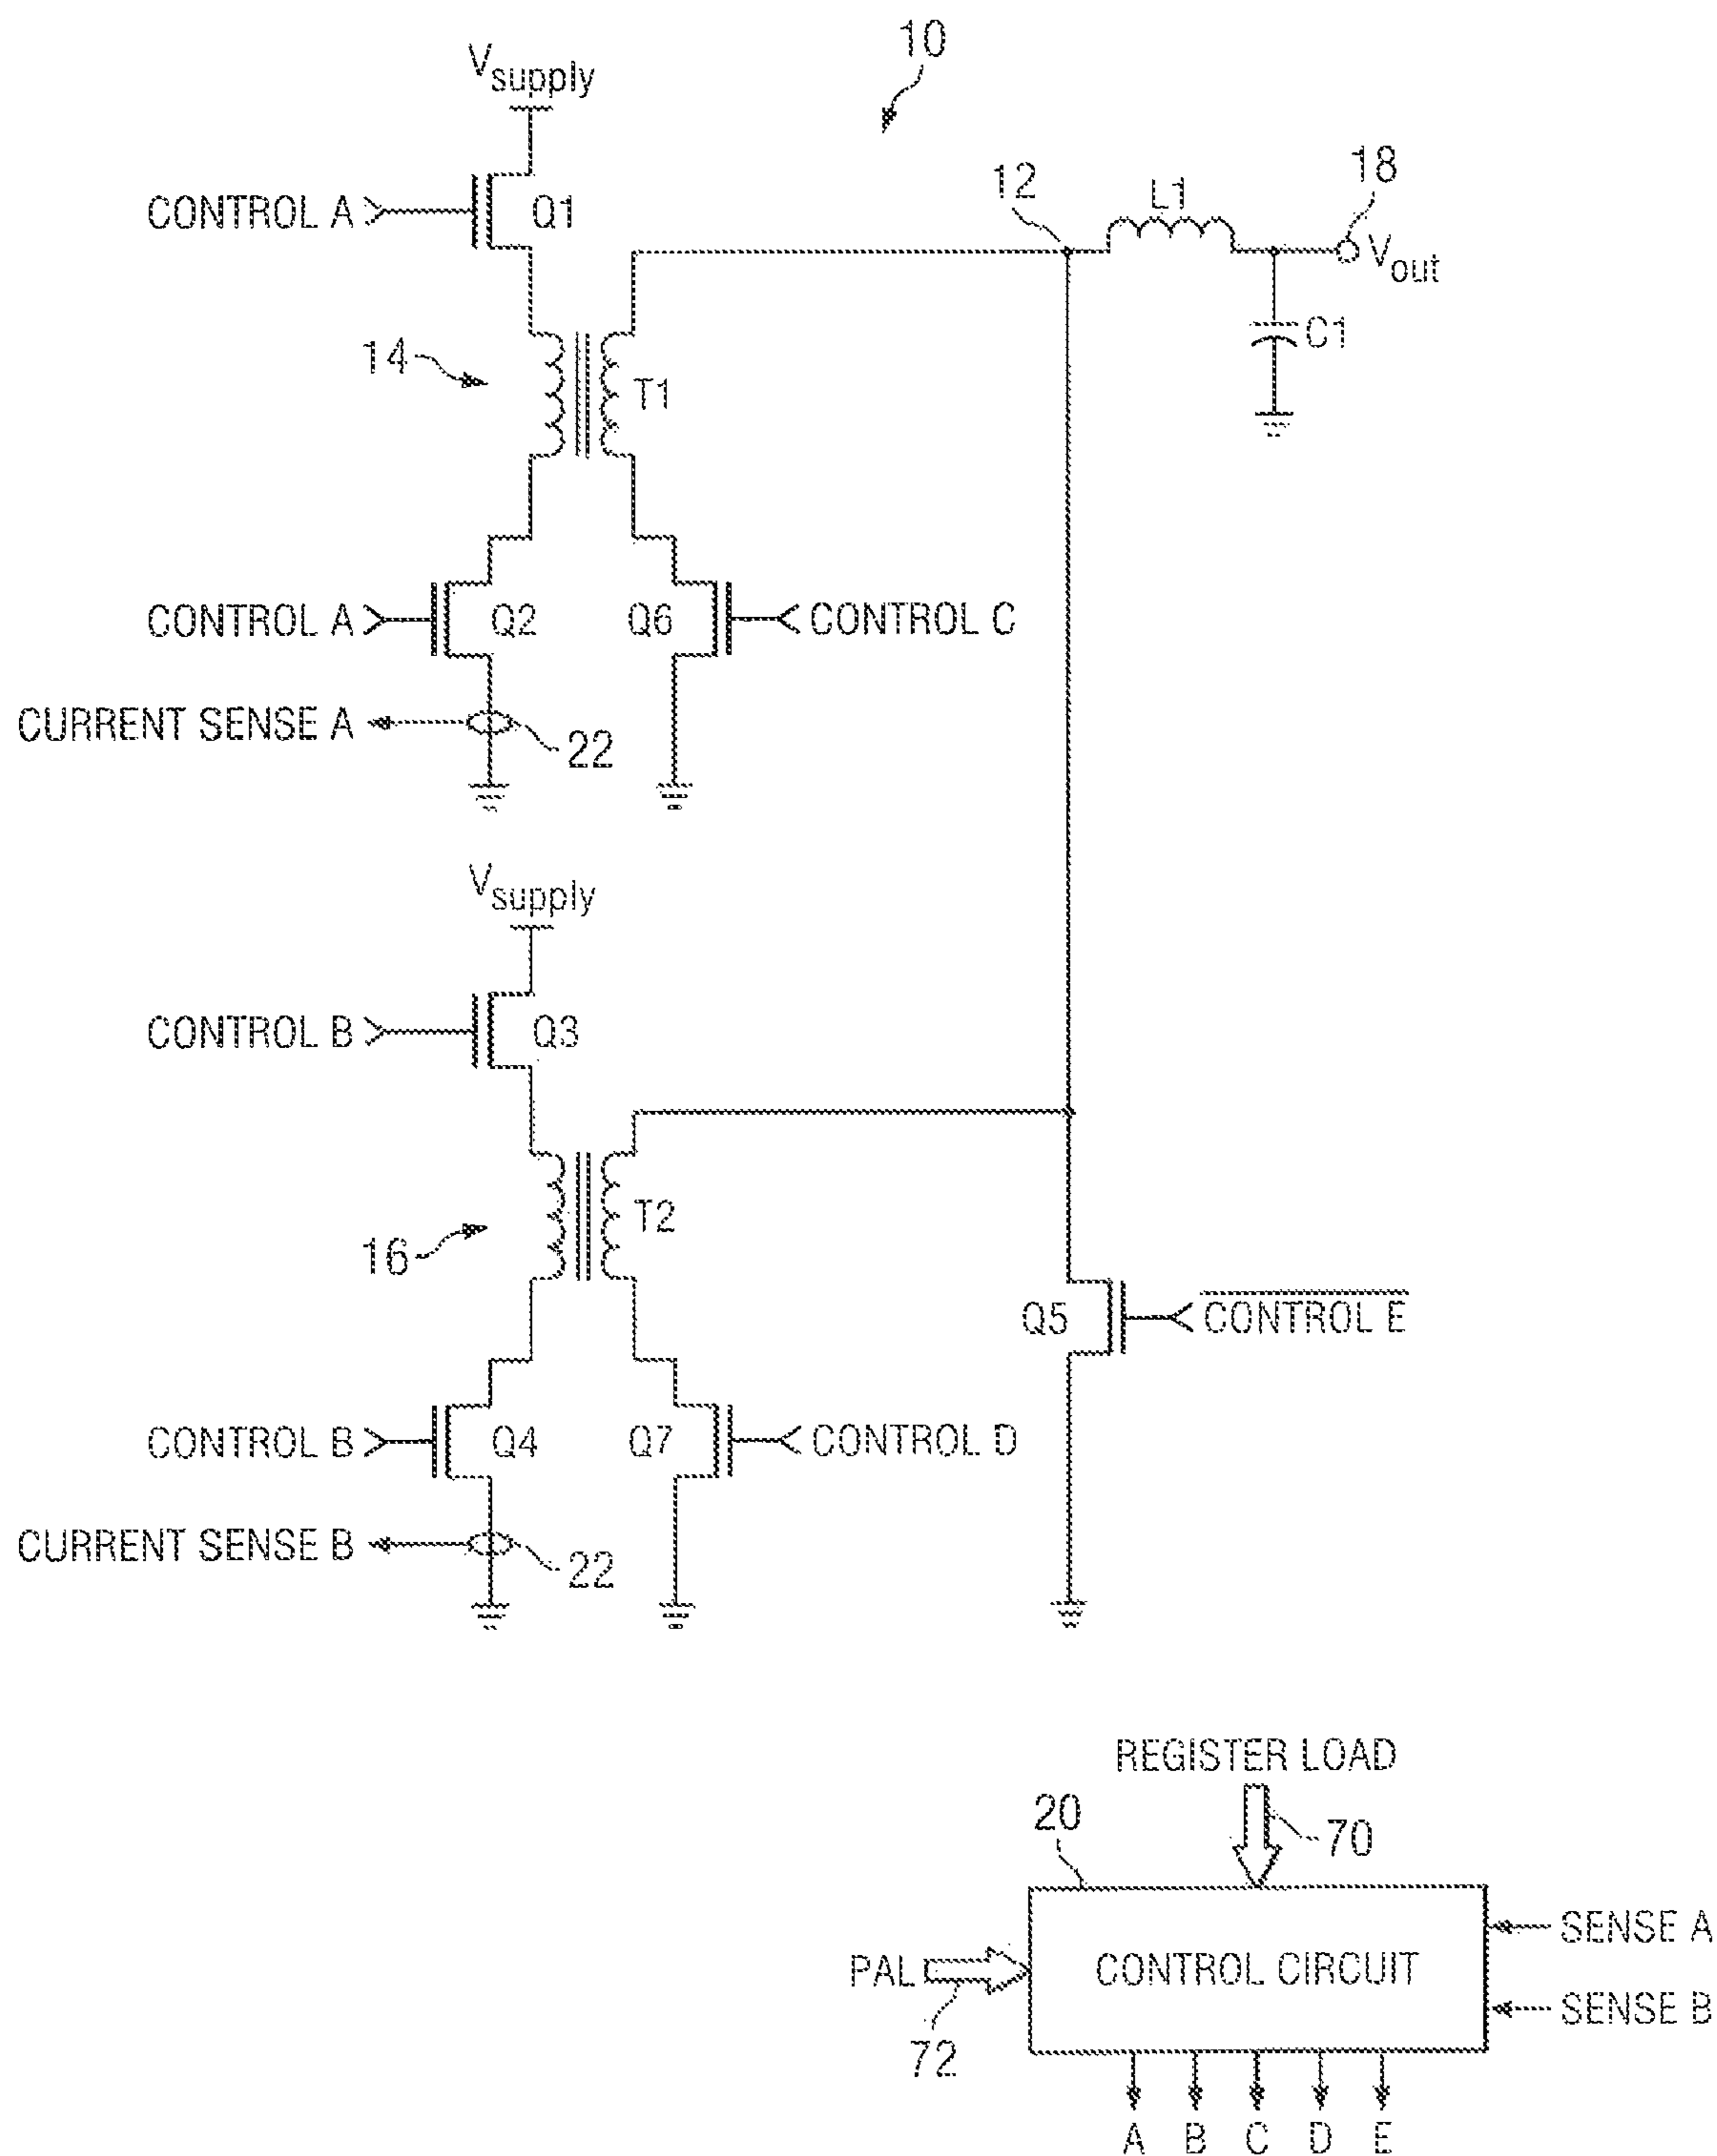 10
Vsupply
CONTROL A
Q1
12
L1
18
Vout
C1
14
T1
CONTROL A
Q2
Q6
CONTROL C
CURRENT SENSE A
22
Vsupply
CONTROL B
Q3
16
T2
Q5
CONTROL E
CONTROL B
Q4
Q7
CONTROL D
CURRENT SENSE B
22
REGISTER LOAD
20
70
SENSE A
PAL
CONTROL CIRCUIT
SENSE B
72
A B C D E